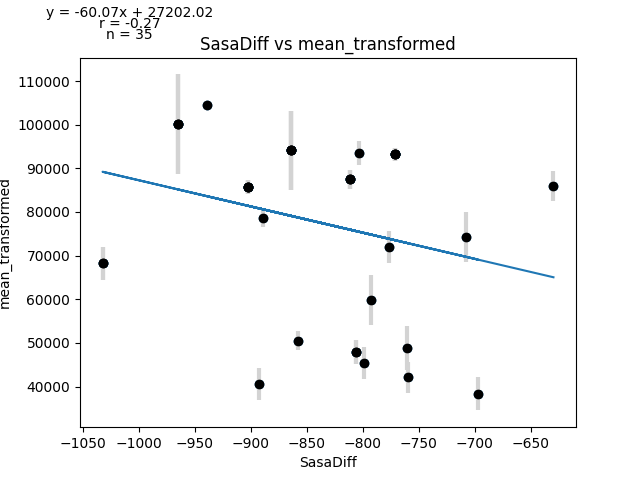 y = -60.07x + 27202.02
r = -0.27
n = 35
SasaDiff vs mean_transformed
110000
100000
90000
80000
70000
60000
50000
40000
mean_transformed
−1050 −1000 −950 −900 −850 −800 −750 −700 −650
SasaDiff